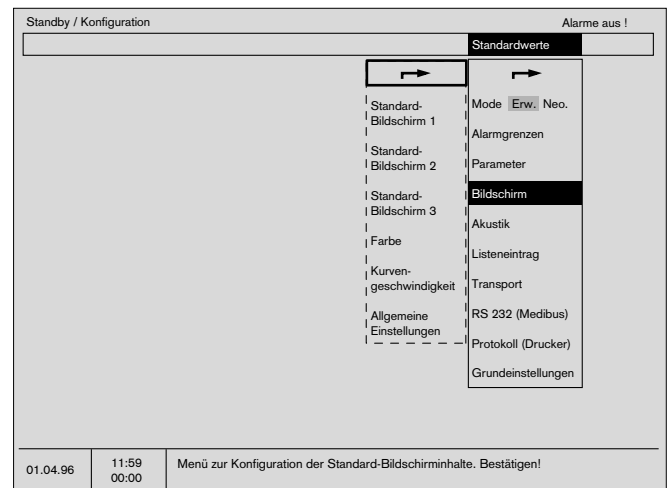 Standby / Konfiguration
Alarme aus !
Standardwerte
Standard-
Bildschirm 1
Standard-
Bildschirm 2
Standard-
Bildschirm 3
Farbe
Kurven-
geschwindigkeit
Allgemeine
Einstellungen
Mode Erw. Neo.
Alarmgrenzen
Parameter
Bildschirm
Akustik
Listeneintrag
Transport
RS 232 (Medibus)
Protokoll (Drucker)
Grundeinstellungen
01.04.96
11:59
00:00
Menü zur Konfiguration der Standard-Bildschirminhalte. Bestätigen!